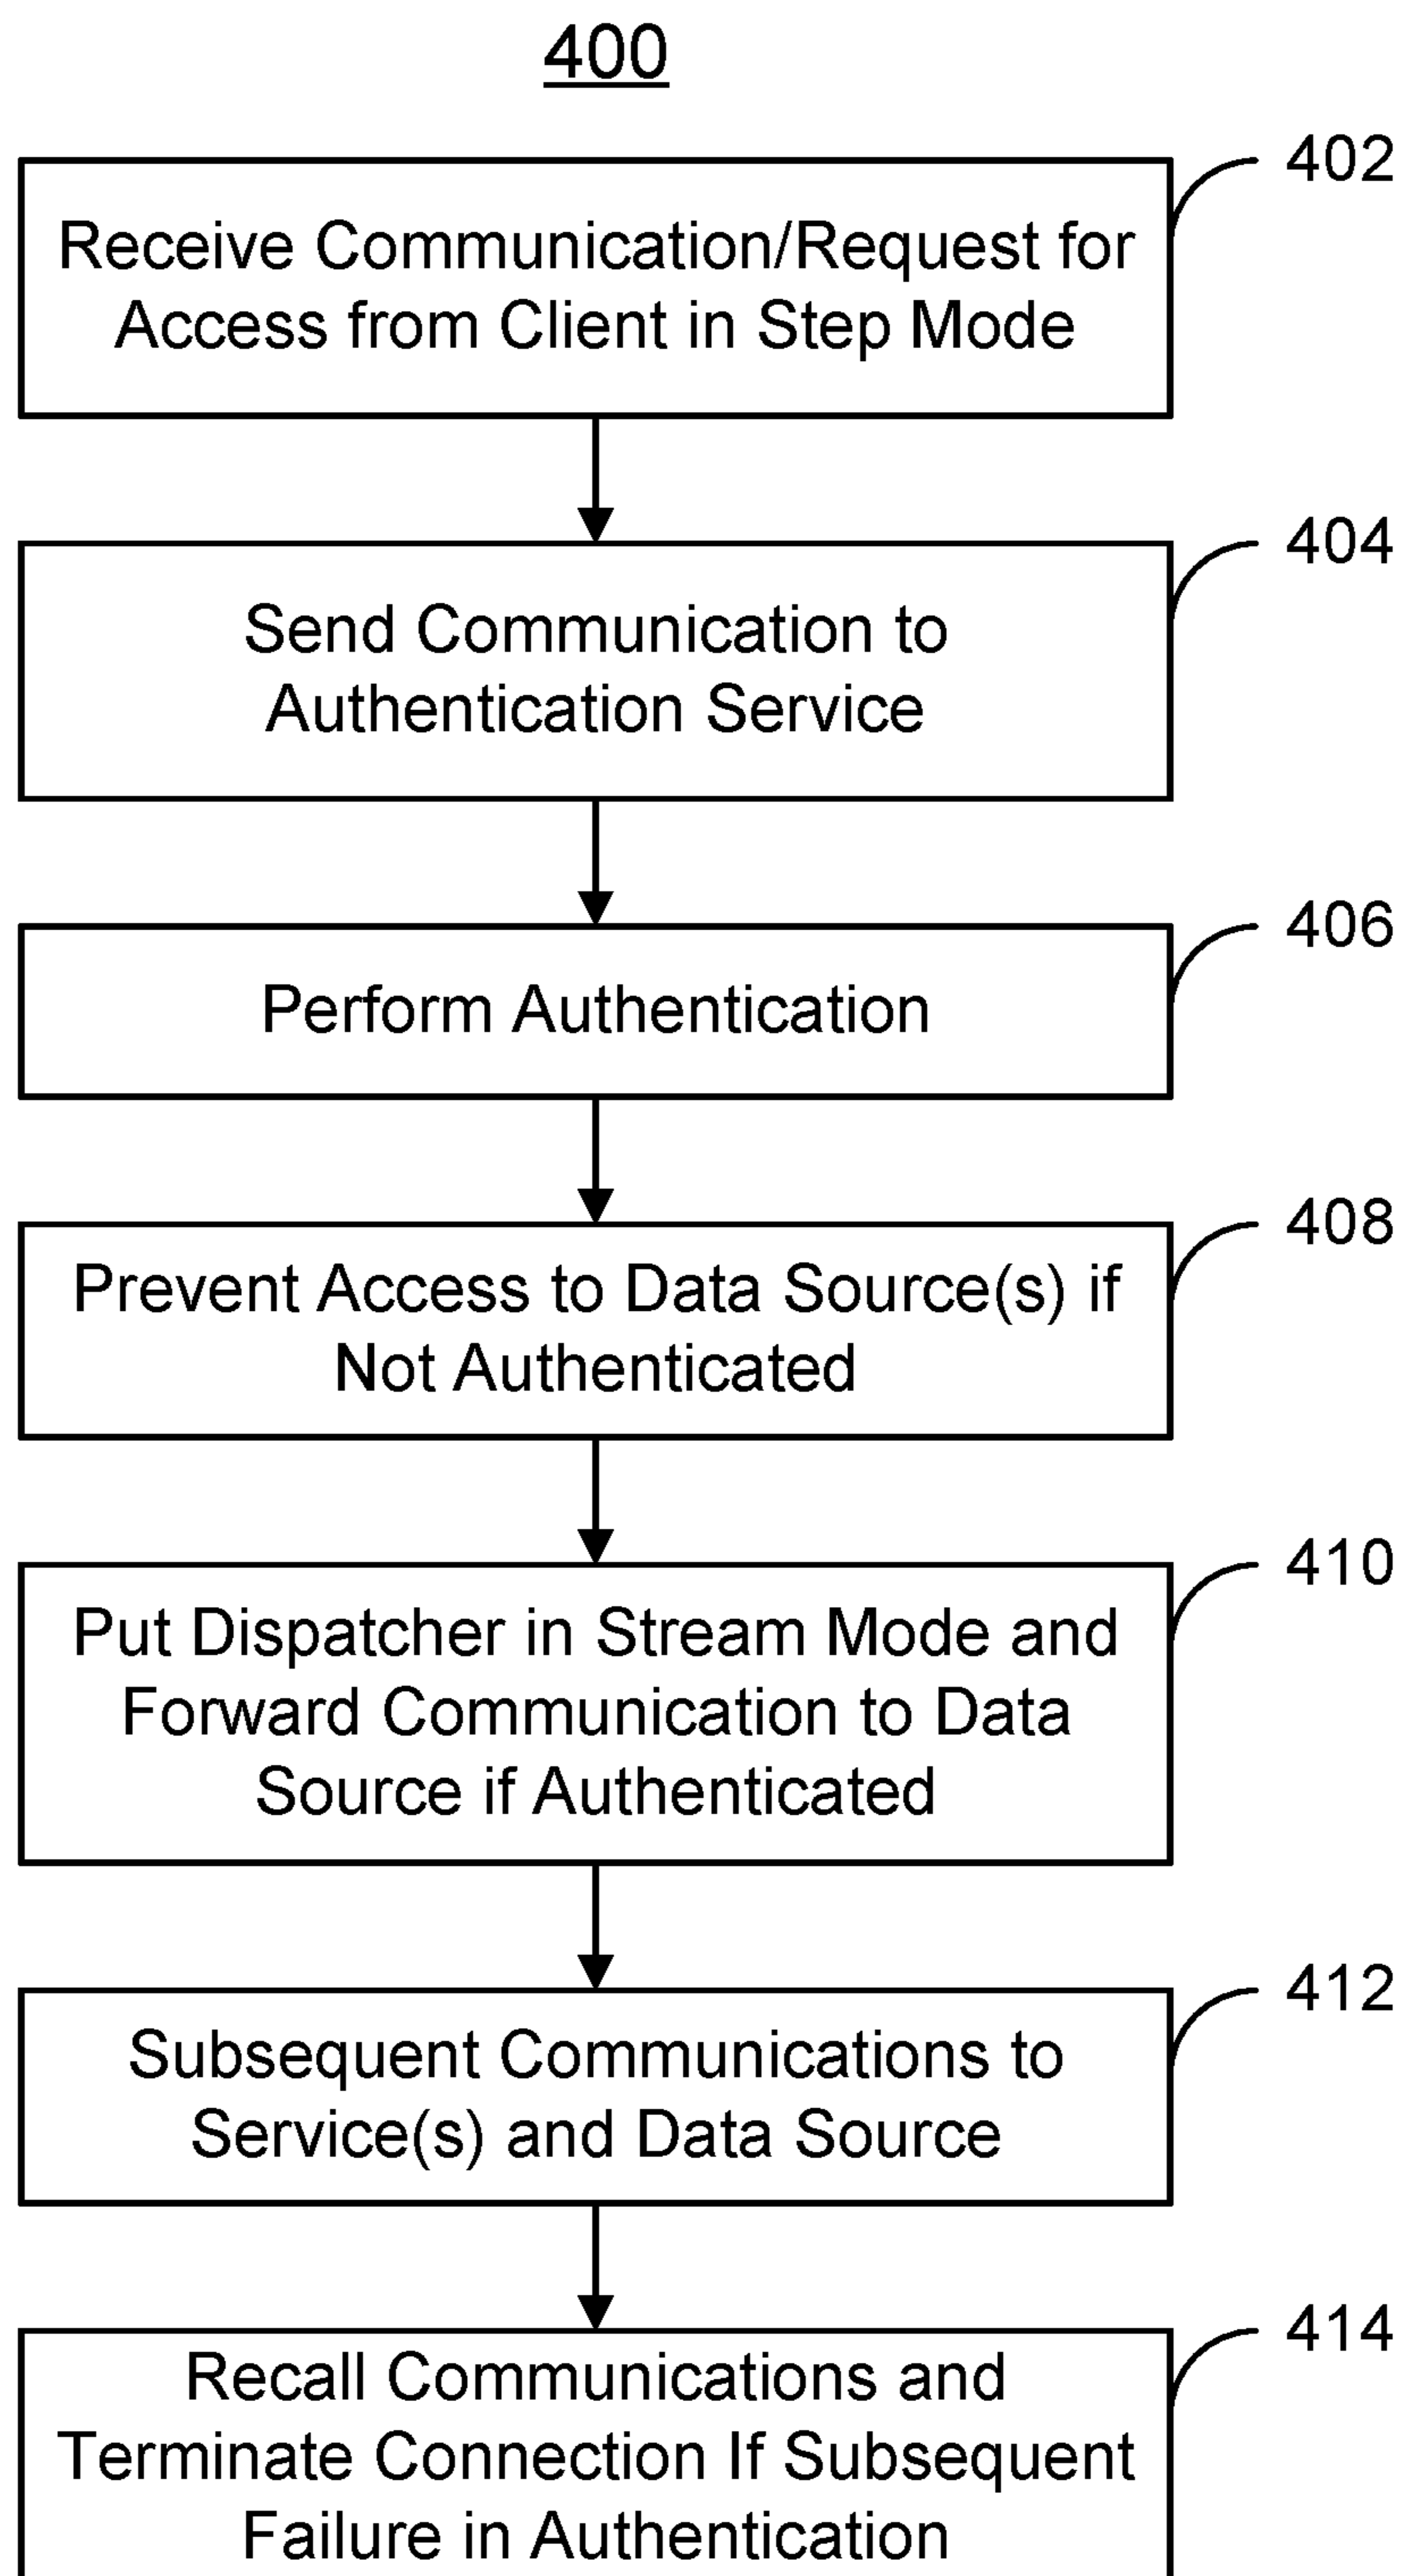 400
402
Receive Communication/Request for
Access from Client in Step Mode
404
Send Communication to
Authentication Service
406
Perform Authentication
408
Prevent Access to Data Source(s) if
Not Authenticated
410
Put Dispatcher in Stream Mode and
Forward Communication to Data
Source if Authenticated
412
Subsequent Communications to
Service(s) and Data Source
414
Recall Communications and
Terminate Connection If Subsequent
Failure in Authentication